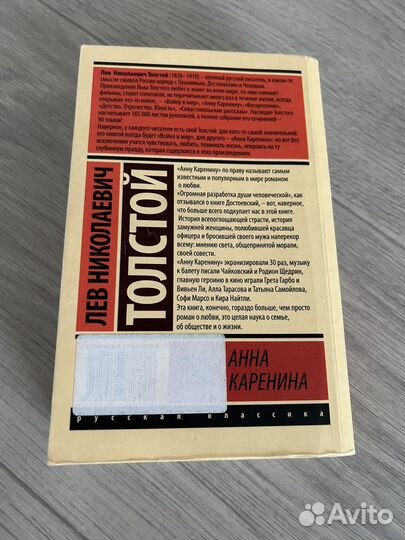 Лев Николаевич Толстой (1828–1910) – великий русский писатель, в каком-то
смысле символ России наряду с Пушкиным, Достоевским и Чеховым.
Произведения Льва Толстого любят и знают во всем мире, по ним снимают
фильмы, ставят спектакли, их перечитывают много раз в течение жизни, всегда
открывая что-то новое, – «Войну и мир», «Анну Каренину», «Воскресение»,
«Детство. Отрочество. Юность», «Севастопольские рассказы». Наследие Толстого
насчитывает 165 000 листов рукописей, а полное собрание его сочинений –
90 томов!
Наверное, у каждого читателя есть свой Толстой: для кого-то самой значительной
его книгой всегда будет «Война и мир», для другого – «Анна Каренина», но все без
исключения учатся чувствовать, любить, понимать жизнь, опираясь на ту
глубинную правду, которая содержится в этих произведениях.
ЛЕВ НИКОЛАЕВИЧ
ТОЛСТОЙ
«Анну Каренину» по праву называют самым
известным и популярным в мире романом
о любви.
«Огромная разработка души человеческой», как
отзывался о книге Достоевский, – вот, наверное,
что больше всего подкупает нас в этой книге.
История всепоглощающей страсти, история
замужней женщины, полюбившей красавца
офицера и бросившей своего мужа наперекор
всему: мнению света, общепринятой морали,
своей совести.
«Анну Каренину» экранизировали 30 раз, музыку
к балету писали Чайковский и Родион Щедрин,
главную героиню в кино играли Грета Гарбо и
Вивьен Ли, Алла Тарасова и Татьяна Самойлова,
Софи Марсо и Кира Найтли.
Эта книга, конечно, гораздо больше, чем просто
роман о любви, это целая наука о семье,
об обществе и о жизни.
АННА
КАРЕНИНА
русская классика
Avito